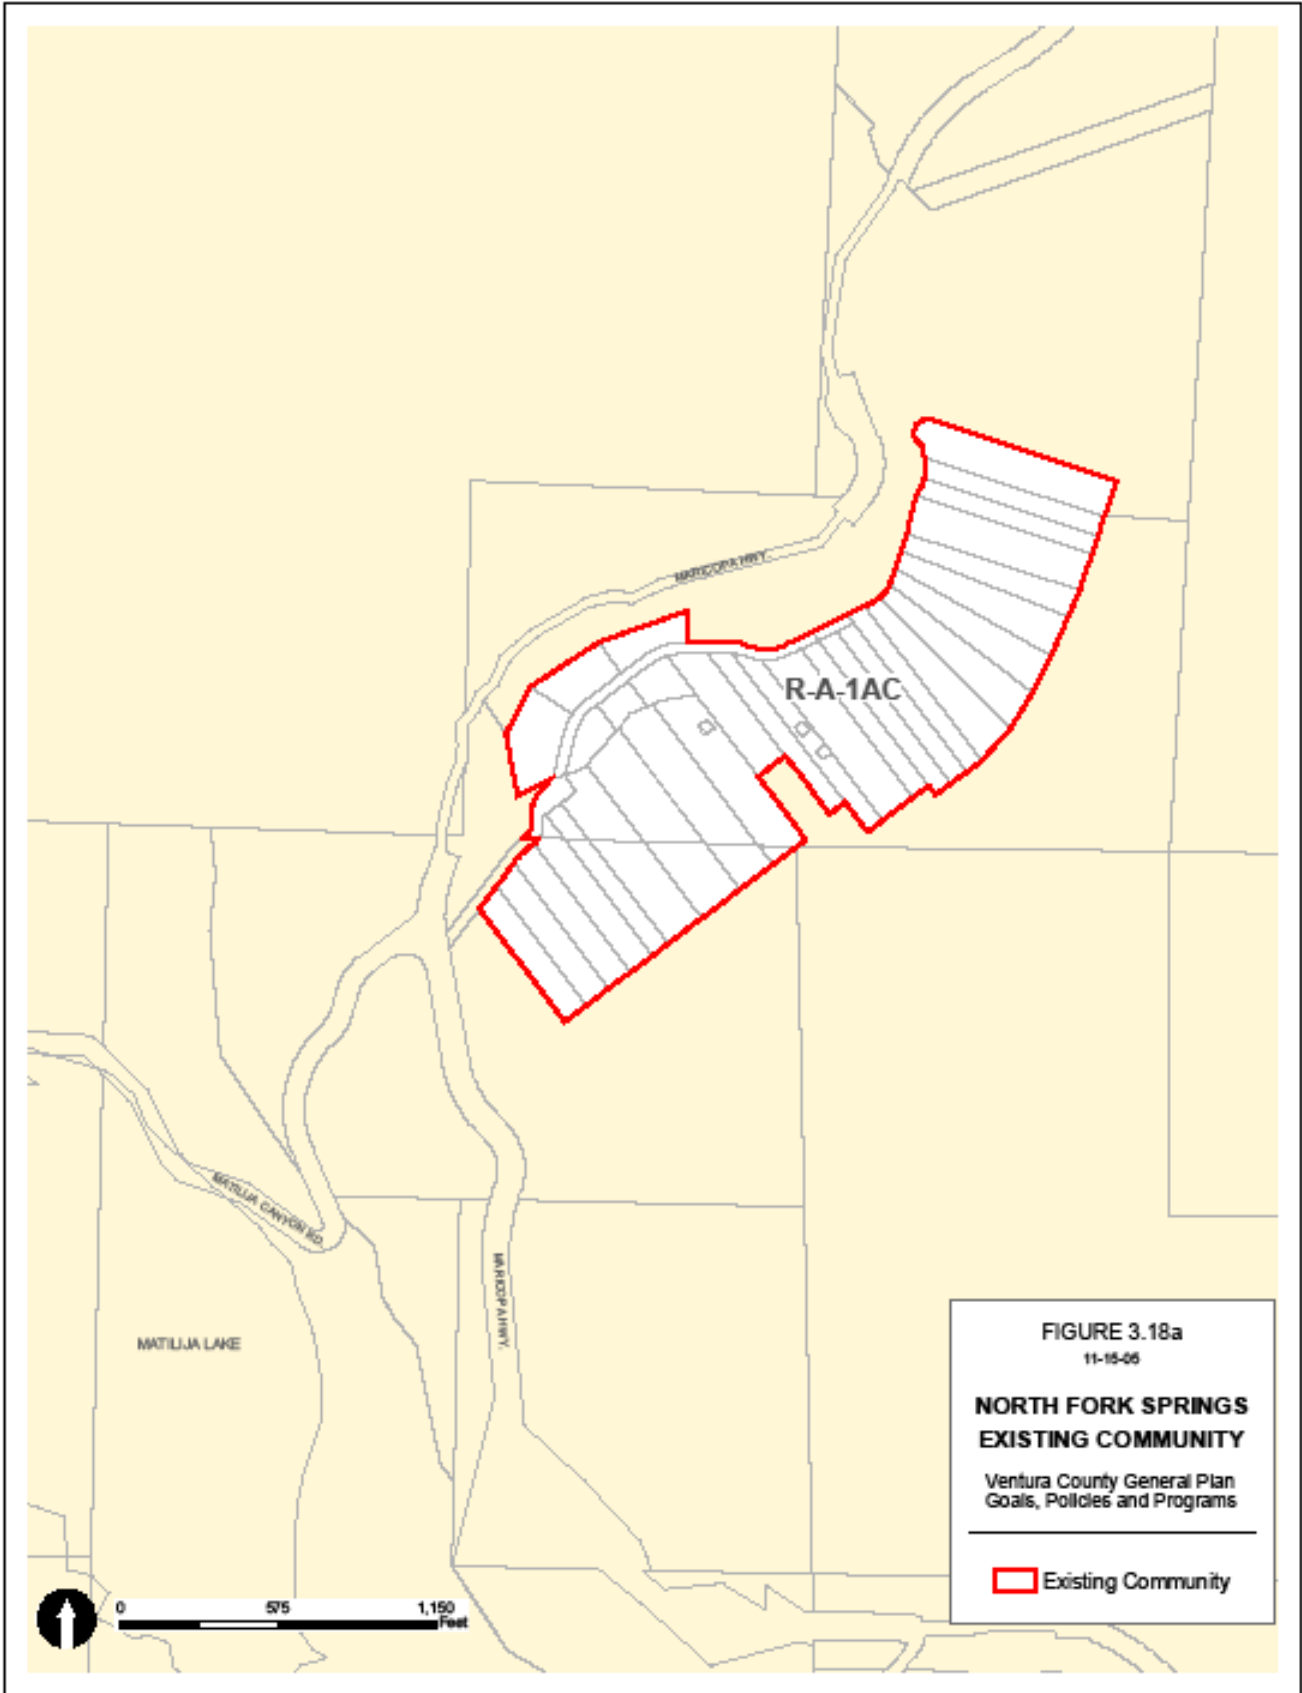 MARICOPA HWY.
R-A-1AC
MATILIJA CANYON RD.
MARICOPA HWY.
MATILIJA LAKE
FIGURE 3.18a
11-15-05
NORTH FORK SPRINGS
EXISTING COMMUNITY
Ventura County General Plan
Goals, Policies and Programs
Existing Community
0 575 1,150
Feet